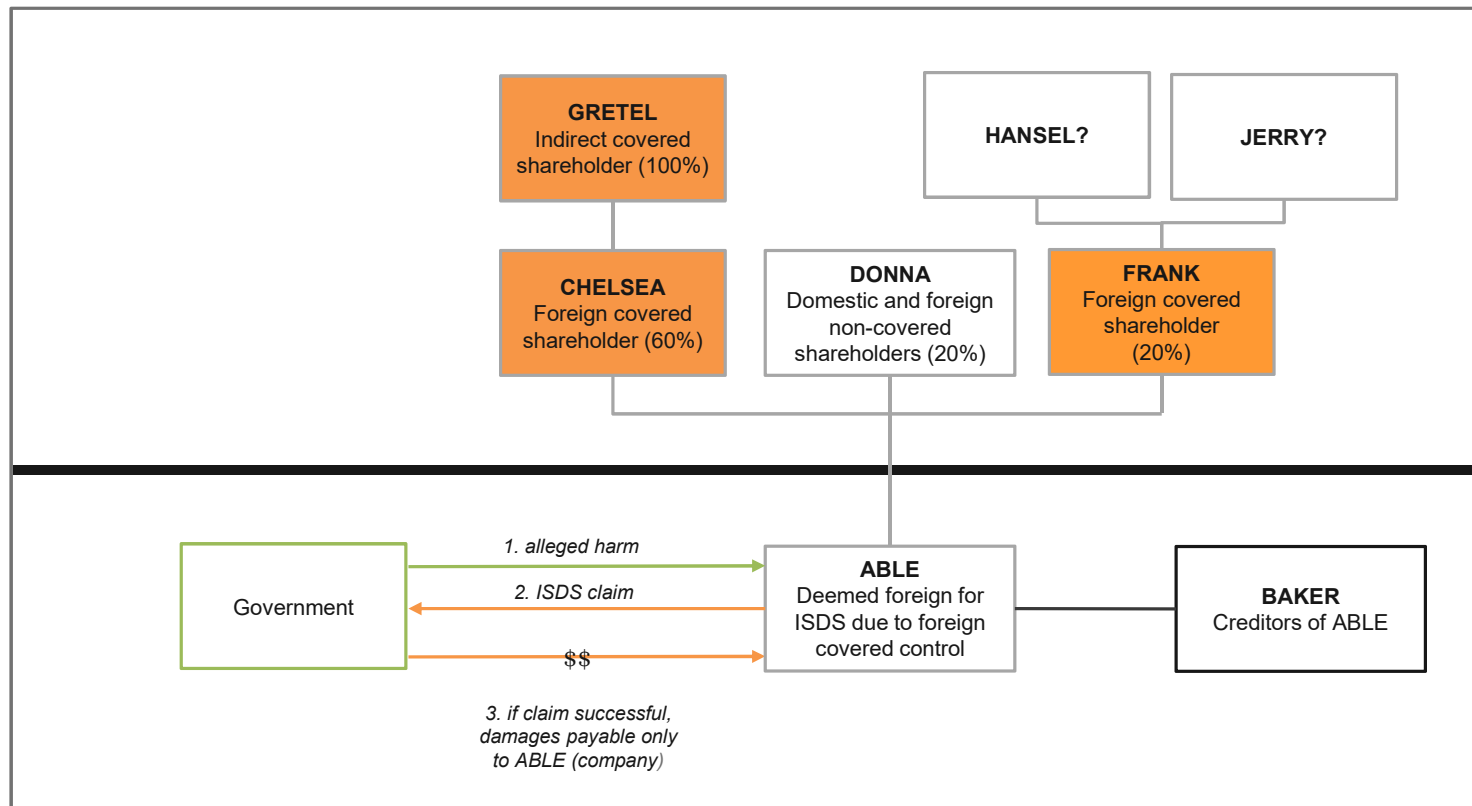 GRETEL
Indirect covered
shareholder (100%)
HANSEL?
JERRY?
CHELSEA
Foreign covered
shareholder (60%)
DONNA
Domestic and foreign
non-covered
shareholders (20%)
FRANK
Foreign covered
shareholder
(20%)
Government
1. alleged harm
2. ISDS claim
$$
3. if claim successful,
damages payable only
to ABLE (company)
ABLE
Deemed foreign for
ISDS due to foreign
covered control
BAKER
Creditors of ABLE